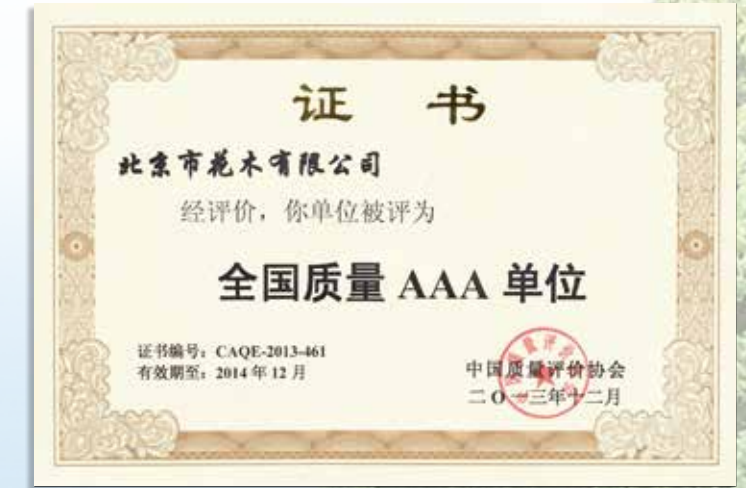 证 书
北京市花木有限公司
经评价，你单位被评为
全国质量 AAA 单位
证书编号：CAQE-2013-461
有效期至：2014 年 12 月
中国质量评价协会
二〇一三年十二月